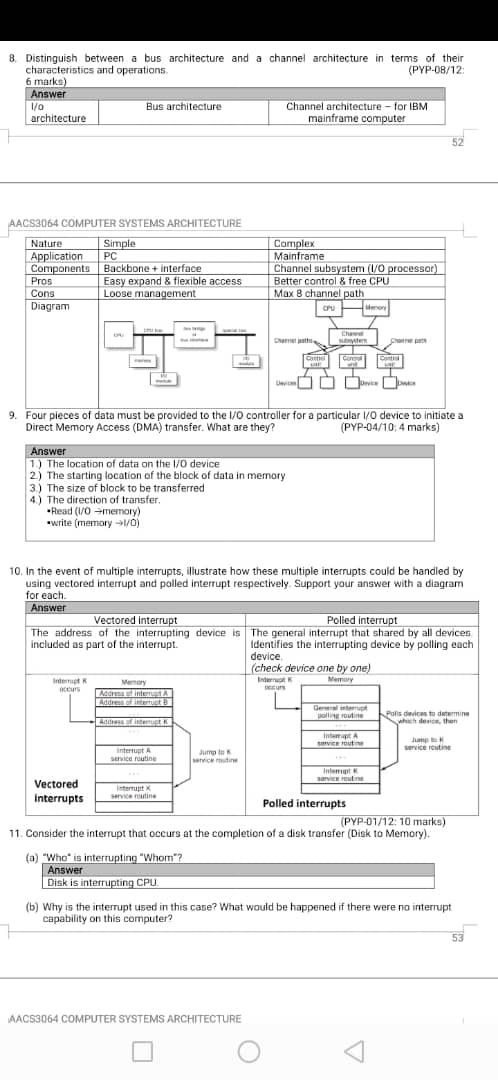 8. Distinguish between a bus architecture and a channel architecture in terms of their
characteristics and operations. (PYP-08/12:
6 marks)
Answer
I/o architecture
Bus architecture
Channel architecture – for IBM mainframe computer
52
AACS3064 COMPUTER SYSTEMS ARCHITECTURE
Nature Simple Complex
Application PC Mainframe
Components Backbone + interface Channel subsystem (I/O processor)
Pros Easy expand & flexible access Better control & free CPU
Cons Loose management Max 8 channel path
Diagram
CPU
CPU bus
bus bridge
or
bus interface
special bus
memory
I/O
module
I/O
module
CPU
Memory
Channel
subsystem
Channel paths
Channel path
Control
unit
Control
unit
Control
unit
Devices
Device
Device
9. Four pieces of data must be provided to the I/O controller for a particular I/O device to initiate a
Direct Memory Access (DMA) transfer. What are they? (PYP-04/10: 4 marks)
Answer
1.) The location of data on the I/O device
2.) The starting location of the block of data in memory
3.) The size of block to be transferred
4.) The direction of transfer.
•Read (I/O →memory)
•write (memory →I/O)
10. In the event of multiple interrupts, illustrate how these multiple interrupts could be handled by
using vectored interrupt and polled interrupt respectively. Support your answer with a diagram
for each.
Answer
Vectored interrupt
Polled interrupt
The address of the interrupting device is
included as part of the interrupt.
The general interrupt that shared by all devices.
Identifies the interrupting device by polling each
device.
(check device one by one)
Interrupt K
occurs
Memory
Address of interrupt A
Address of interrupt B
. . .
Address of interrupt K
. . .
Interrupt A
service routine
. . .
Interrupt K
service routine
Jump to K
service routine
Vectored
interrupts
Interrupt K
occurs
Memory
General interrupt
polling routine
. . .
Interrupt A
service routine
. . .
Interrupt K
service routine
Polls devices to determine
which device, then
Jump to K
service routine
Polled interrupts
(PYP-01/12: 10 marks)
11. Consider the interrupt that occurs at the completion of a disk transfer (Disk to Memory).
(a) "Who" is interrupting "Whom"?
Answer
Disk is interrupting CPU.
(b) Why is the interrupt used in this case? What would be happened if there were no interrupt
capability on this computer?
53
AACS3064 COMPUTER SYSTEMS ARCHITECTURE